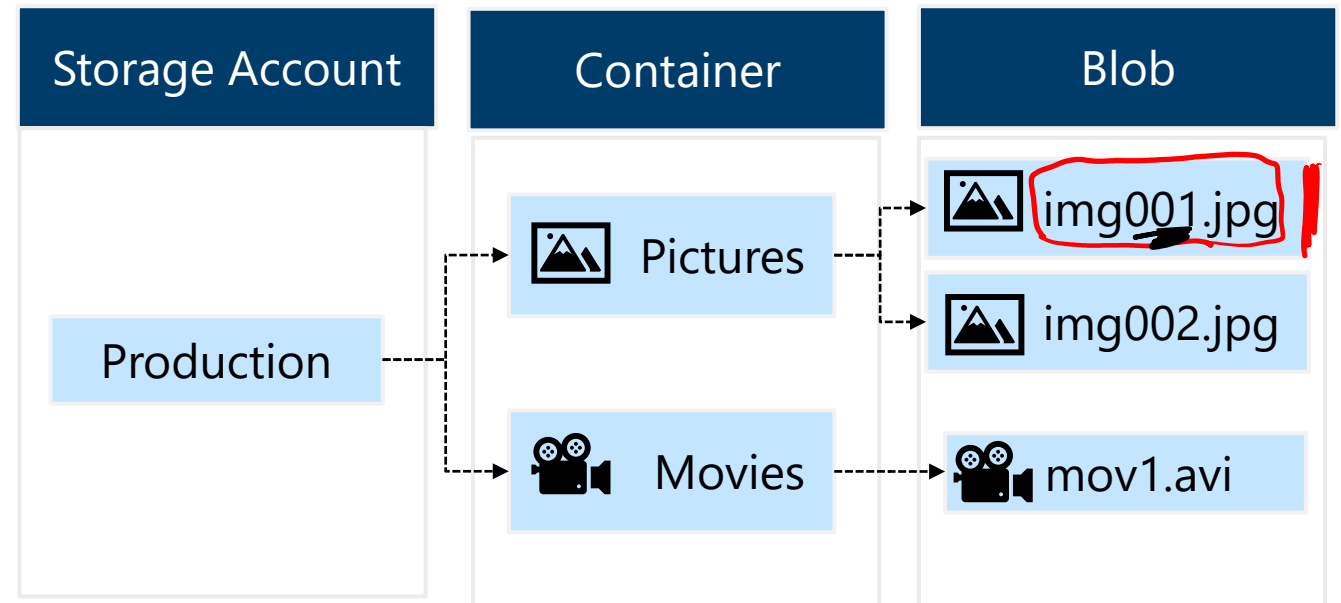 Storage Account
Container
Blob
Production
Pictures
Movies
img001.jpg
img002.jpg
mov1.avi